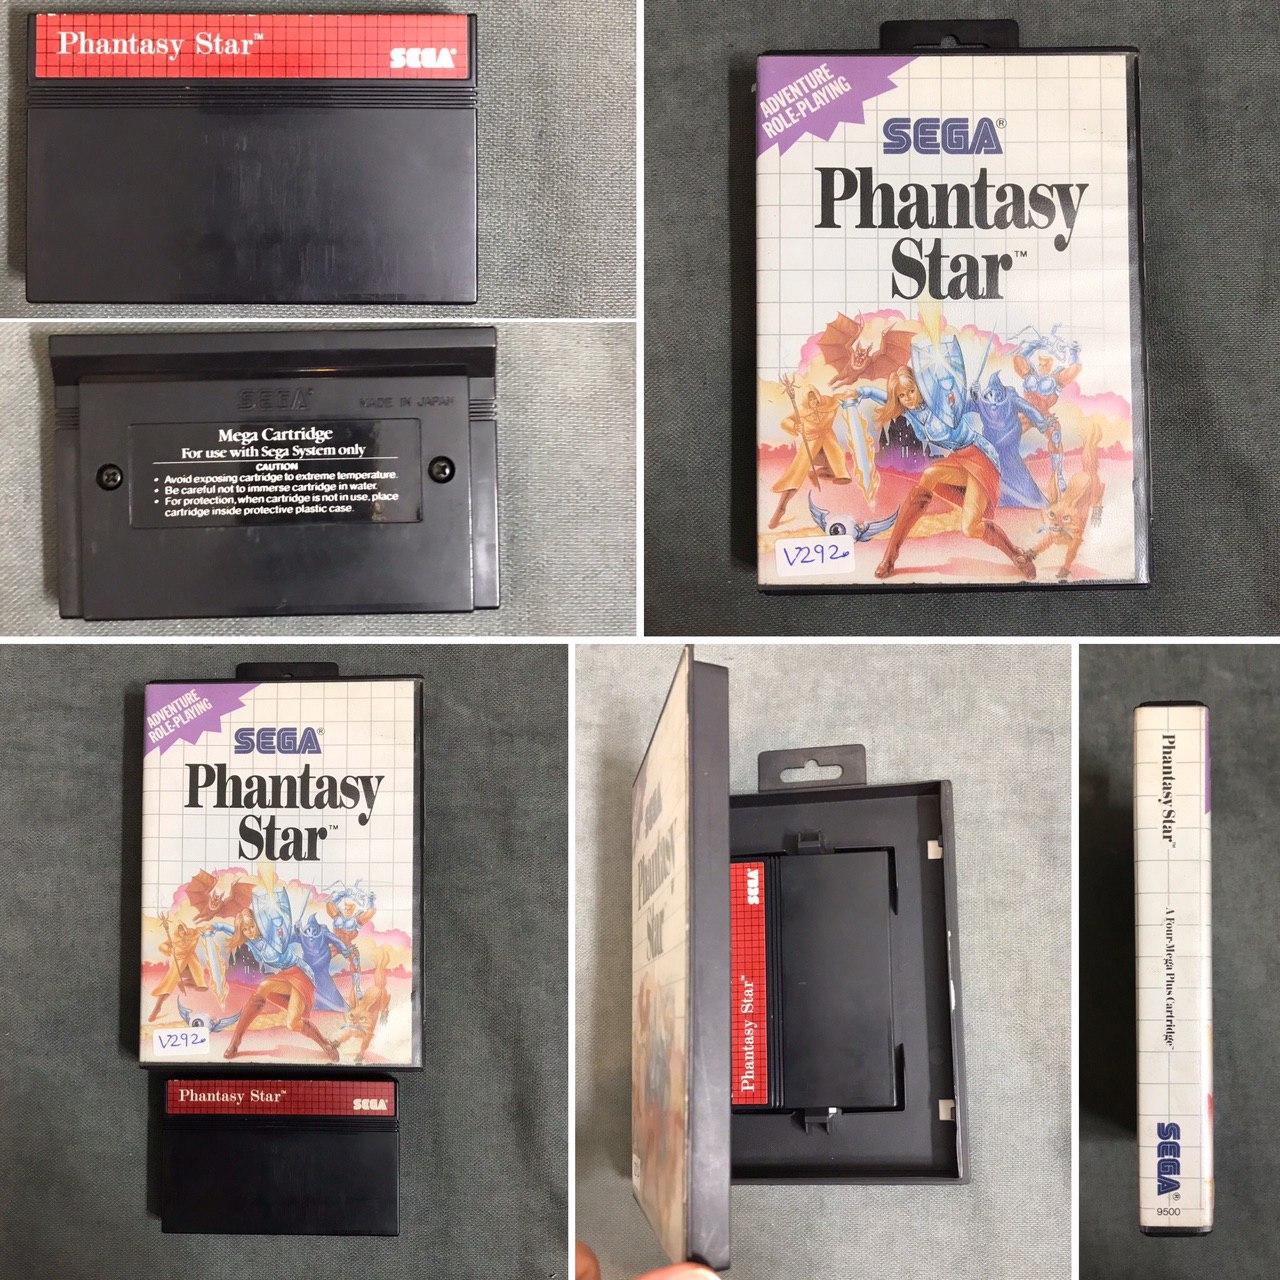 Phantasy Star™
SEGA®
SEGA®
MADE IN JAPAN
Mega Cartridge
For use with Sega System only
CAUTION
• Avoid exposing cartridge to extreme temperature.
• Be careful not to immerse cartridge in water.
• For protection, when cartridge is not in use, place
cartridge inside protective plastic case.
ADVENTURE
ROLE-PLAYING
SEGA®
Phantasy
Star™
V292
ADVENTURE
ROLE-PLAYING
SEGA®
Phantasy
Star™
V292
Phantasy Star™
SEGA®
SEGA
Phantasy
Star
Phantasy Star™
SEGA®
Phantasy Star™
A Four-Mega Plus Cartridge™
SEGA®
9500